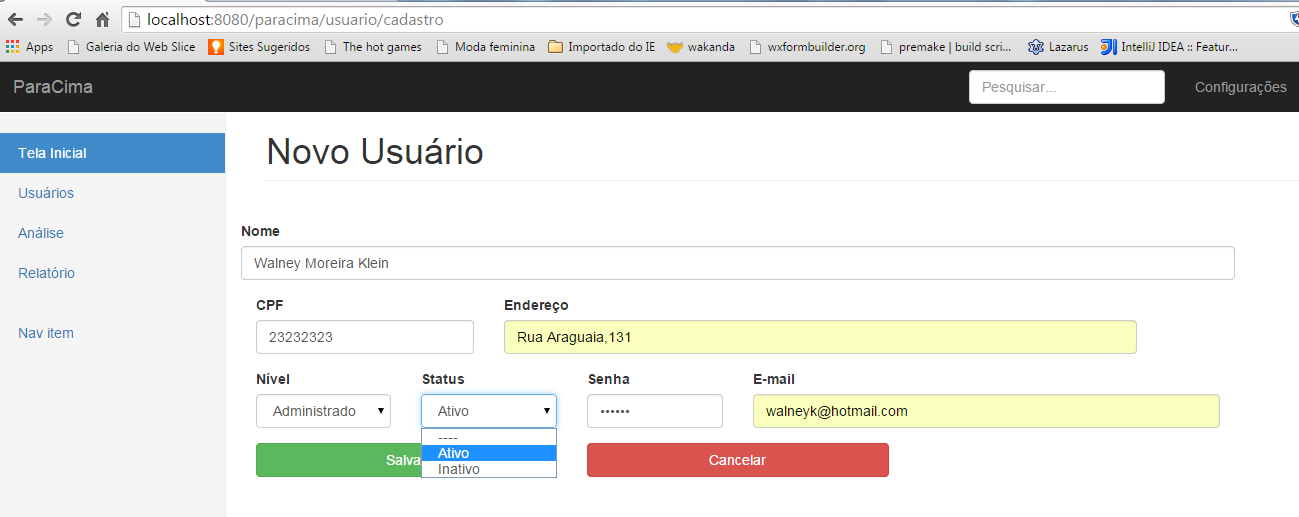 localhost:8080/paracima/usuario/cadastro
Apps Galeria do Web Slice Sites Sugeridos The hot games Moda feminina Importado do IE wakanda wxformbuilder.org premake | build scri... Lazarus IntelliJ IDEA :: Featur...
ParaCima Pesquisar... Configurações
Tela Inicial
Usuários
Análise
Relatório
Nav item
Novo Usuário
Nome
Walney Moreira Klein
CPF Endereço
23232323 Rua Araguaia,131
Nível Status Senha E-mail
Administrado Ativo •••••• walneyk@hotmail.com
----
Ativo
Inativo
Salva Cancelar